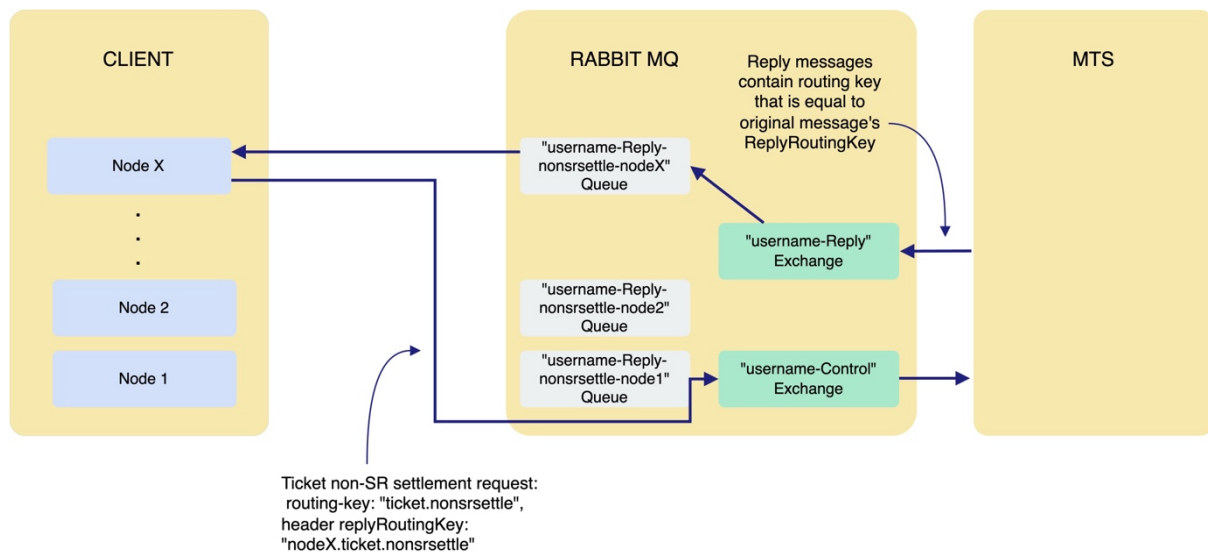 CLIENT
RABBIT MQ
MTS
Reply messages
contain routing key
that is equal to
original message's
ReplyRoutingKey
Node X
"username-Reply-
nonsrsettle-nodeX"
Queue
.
.
.
"username-Reply"
Exchange
Node 2
"username-Reply-
nonsrsettle-node2"
Queue
Node 1
"username-Reply-
nonsrsettle-node1"
Queue
"username-Control"
Exchange
Ticket non-SR settlement request:
routing-key: "ticket.nonsrsettle",
header replyRoutingKey:
"nodeX.ticket.nonsrsettle"